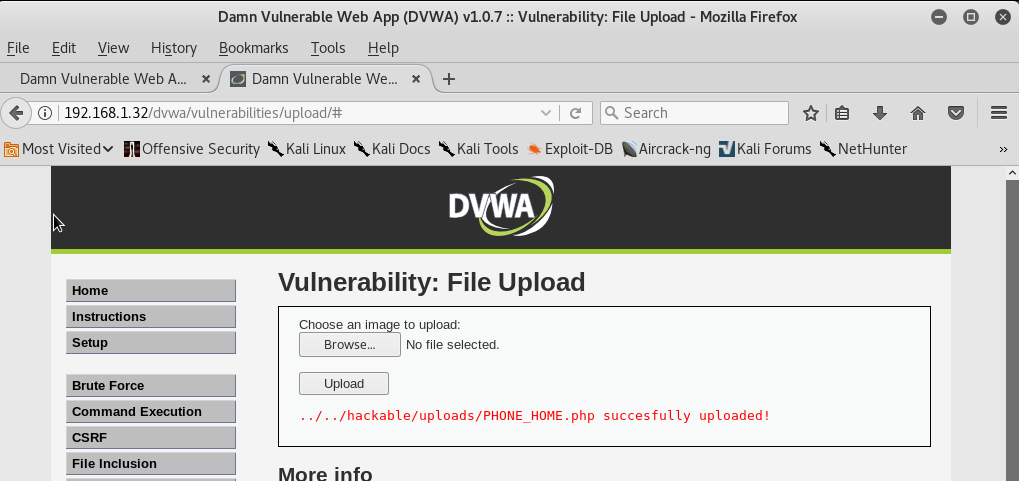 Damn Vulnerable Web App (DVWA) v1.0.7 :: Vulnerability: File Upload - Mozilla Firefox
File Edit View History Bookmarks Tools Help
Damn Vulnerable Web A... Damn Vulnerable We...
192.168.1.32/dvwa/vulnerabilities/upload/# Search
Most Visited Offensive Security Kali Linux Kali Docs Kali Tools Exploit-DB Aircrack-ng Kali Forums NetHunter
DVWA
Home
Instructions
Setup
Brute Force
Command Execution
CSRF
File Inclusion
Vulnerability: File Upload
Choose an image to upload:
Browse... No file selected.
Upload
../../hackable/uploads/PHONE_HOME.php succesfully uploaded!
More info